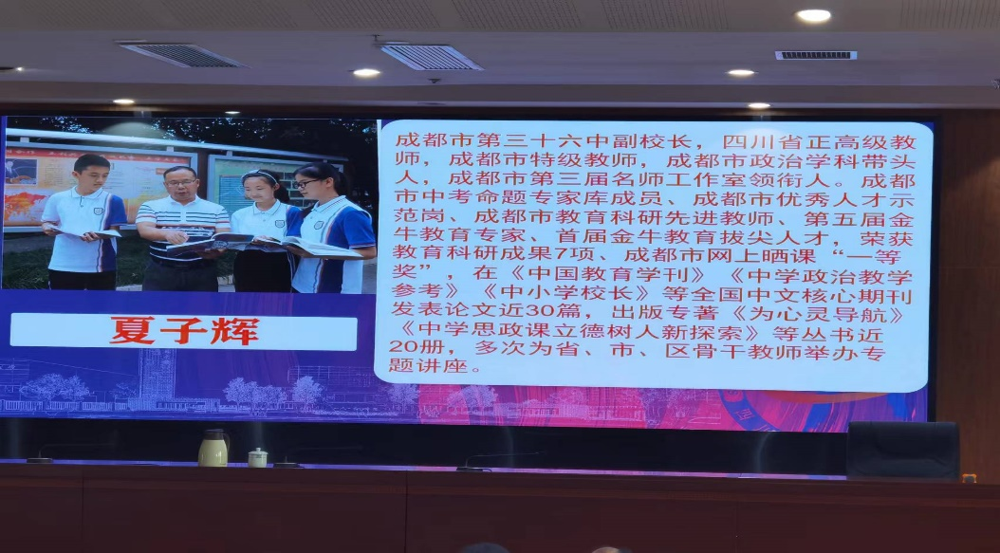 成都市第三十六中副校长，四川省正高级教
师，成都市特级教师，成都市政治学科带头
人，成都市第三届名师工作室领衔人。成都
市中考命题专家库成员、成都市优秀人才示
范岗、成都市教育科研先进教师、第五届金
牛教育专家、首届金牛教育拔尖人才，荣获
教育科研成果7项、成都市网上晒课“一等
奖”，在《中国教育学刊》《中学政治教学
参考》《中小学校长》等全国中文核心期刊
发表论文近30篇，出版专著《为心灵导航》
《中学思政课立德树人新探索》等丛书近
20册，多次为省、市、区骨干教师举办专
题讲座。
夏子辉